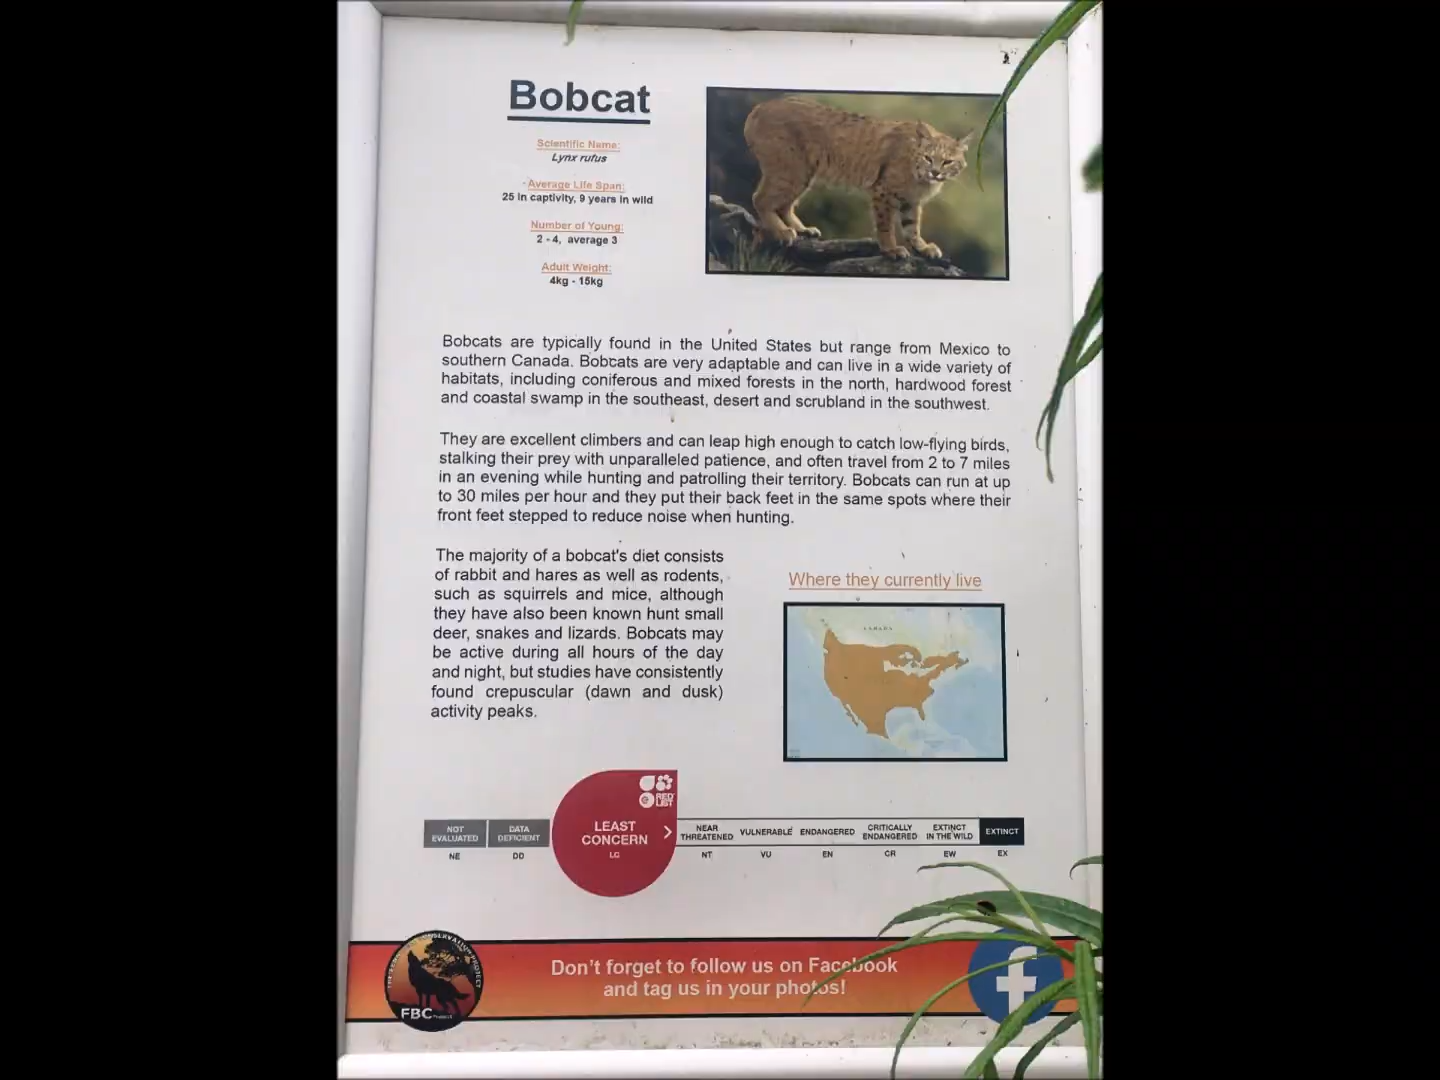 Bobcat
Scientific Name:
Lynx rufus
Average Life Span:
25 in captivity, 9 years in wild
Number of Young:
2 - 4, average 3
Adult Weight:
4kg - 15kg
Bobcats are typically found in the United States but range from Mexico to
southern Canada. Bobcats are very adaptable and can live in a wide variety of
habitats, including coniferous and mixed forests in the north, hardwood forest
and coastal swamp in the southeast, desert and scrubland in the southwest.
They are excellent climbers and can leap high enough to catch low-flying birds,
stalking their prey with unparalleled patience, and often travel from 2 to 7 miles
in an evening while hunting and patrolling their territory. Bobcats can run at up
to 30 miles per hour and they put their back feet in the same spots where their
front feet stepped to reduce noise when hunting.
The majority of a bobcat's diet consists
of rabbit and hares as well as rodents,
such as squirrels and mice, although
they have also been known hunt small
deer, snakes and lizards. Bobcats may
be active during all hours of the day
and night, but studies have consistently
found crepuscular (dawn and dusk)
activity peaks.
Where they currently live
CANADA
RED
LIST
NOT
EVALUATED
NE
DATA
DEFICIENT
DD
LEAST
CONCERN
LC
NEAR
THREATENED
NT
VULNERABLE
VU
ENDANGERED
EN
CRITICALLY
ENDANGERED
CR
EXTINCT
IN THE WILD
EW
EXTINCT
EX
FBC
Don't forget to follow us on Facebook
and tag us in your photos!
f